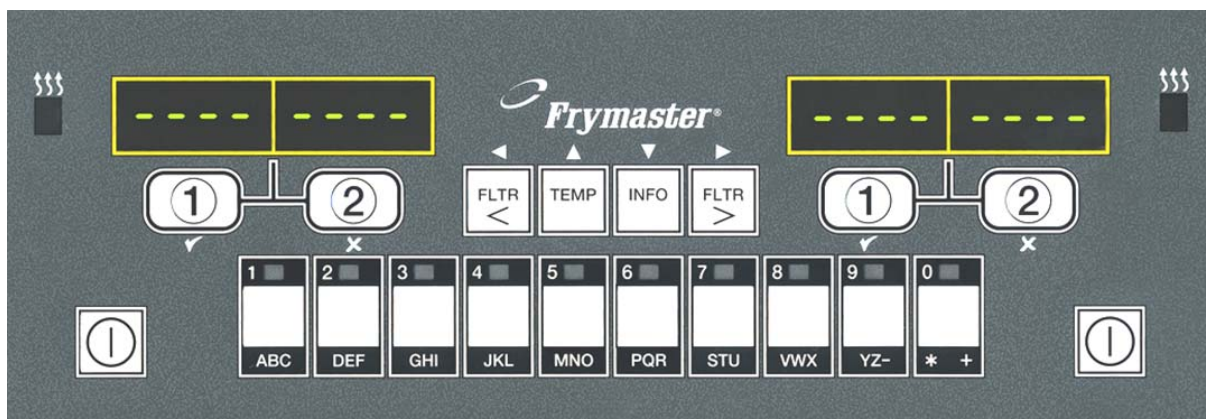 ---- ---- ---- ----
Frymaster®
1 2 1 2
FLTR < TEMP INFO FLTR >
1 2 3 4 5 6 7 8 9 0
ABC DEF GHI JKL MNO PQR STU VWX YZ- * +